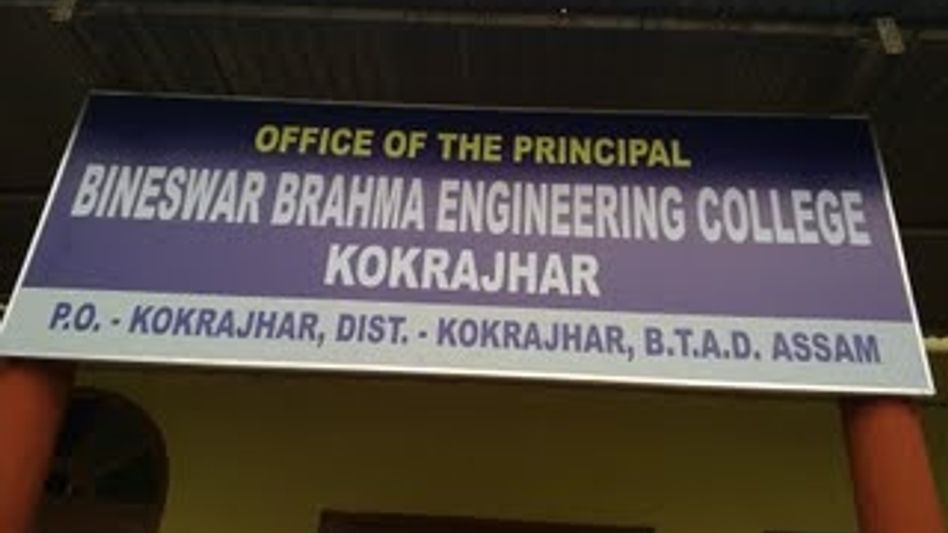 OFFICE OF THE PRINCIPAL
BINESWAR BRAHMA ENGINEERING COLLEGE
KOKRAJHAR
P.O. - KOKRAJHAR, DIST. - KOKRAJHAR, B.T.A.D. ASSAM